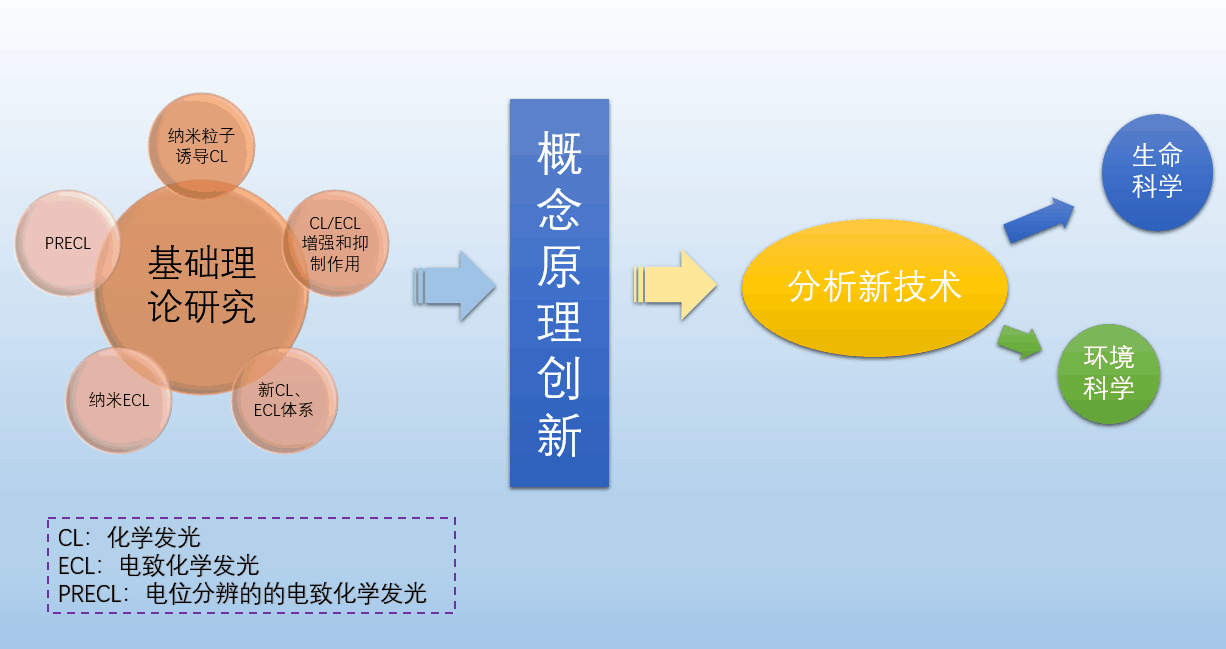 纳米粒子
诱导CL
PRECL
CL/ECL
增强和抑
制作用
基础理
论研究
纳米ECL
新CL、
ECL体系
概
念
原
理
创
新
分析新技术
生命
科学
环境
科学
CL：化学发光
ECL：电致化学发光
PRECL：电位分辨的的电致化学发光